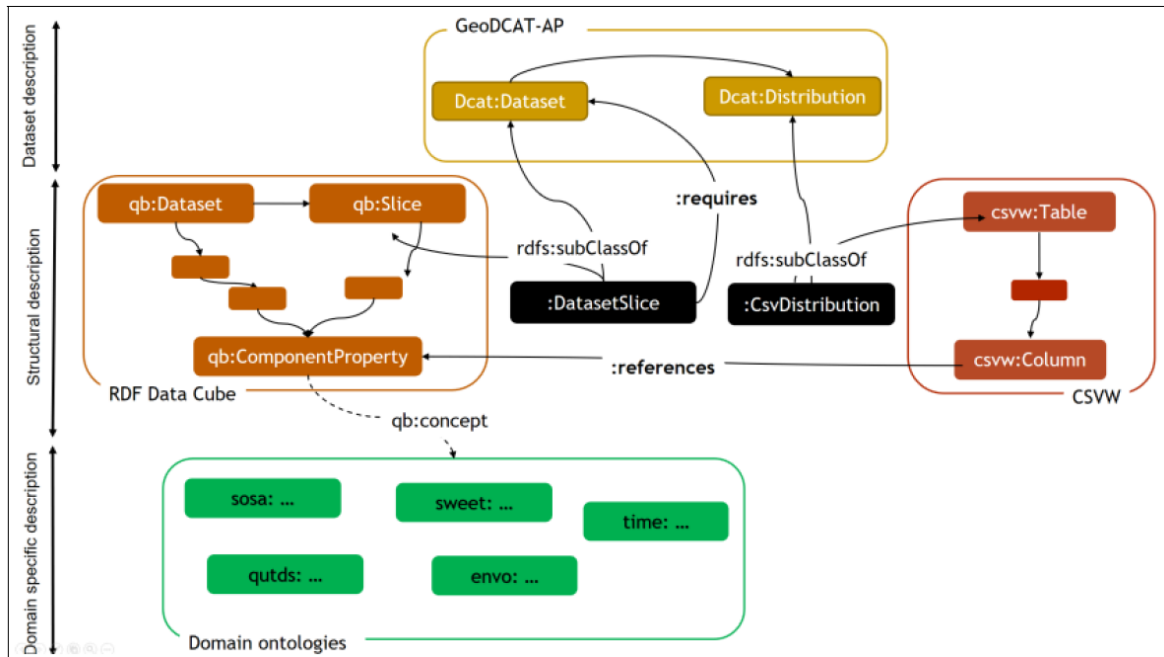 GeoDCAT-AP
Dataset description
Dcat:Dataset
Dcat:Distribution
:requires
Structural description
qb:Dataset
qb:Slice
csvw:Table
rdfs:subClassOf
rdfs:subClassOf
:DatasetSlice
:CsvDistribution
qb:ComponentProperty
:references
csvw:Column
RDF Data Cube
CSVW
qb:concept
Domain specific description
sosa: ...
sweet: ...
time: ...
qutds: ...
envo: ...
Domain ontologies